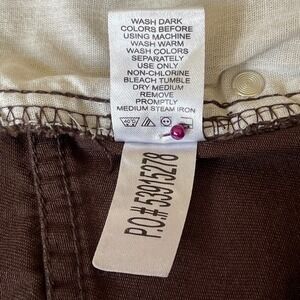 WASH DARK
COLORS BEFORE
USING MACHINE
WASH WARM
WASH COLORS
SEPARATELY
USE ONLY
NON-CHLORINE
BLEACH TUMBLE
DRY MEDIUM
REMOVE
PROMPTLY
MEDIUM STEAM IRON
P.O.# 53915278